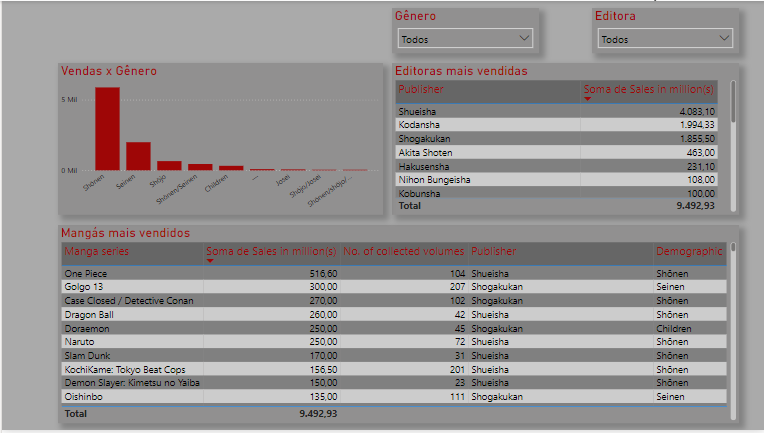 Gênero
Editora
Todos
Todos
Vendas x Gênero
5 Mil
0 Mil
Shōnen
Seinen
Shōjo
Shōnen/Seinen
Children
...
Josei
Shōjo/Josei
Shōnen/shōjo/...
Editoras mais vendidas
Publisher Soma de Sales in million(s)
Shueisha 4.083,10
Kodansha 1.994,33
Shogakukan 1.855,50
Akita Shoten 463,00
Hakusensha 231,10
Nihon Bungeisha 108,00
Kobunsha 100,00
Total 9.492,93
Mangás mais vendidos
Manga series Soma de Sales in million(s) No. of collected volumes Publisher Demographic
One Piece 516,60 104 Shueisha Shōnen
Golgo 13 300,00 207 Shogakukan Seinen
Case Closed / Detective Conan 270,00 102 Shogakukan Shōnen
Dragon Ball 260,00 42 Shueisha Shōnen
Doraemon 250,00 45 Shogakukan Children
Naruto 250,00 72 Shueisha Shōnen
Slam Dunk 170,00 31 Shueisha Shōnen
KochiKame: Tokyo Beat Cops 156,50 201 Shueisha Shōnen
Demon Slayer: Kimetsu no Yaiba 150,00 23 Shueisha Shōnen
Oishinbo 135,00 111 Shogakukan Seinen
Total 9.492,93